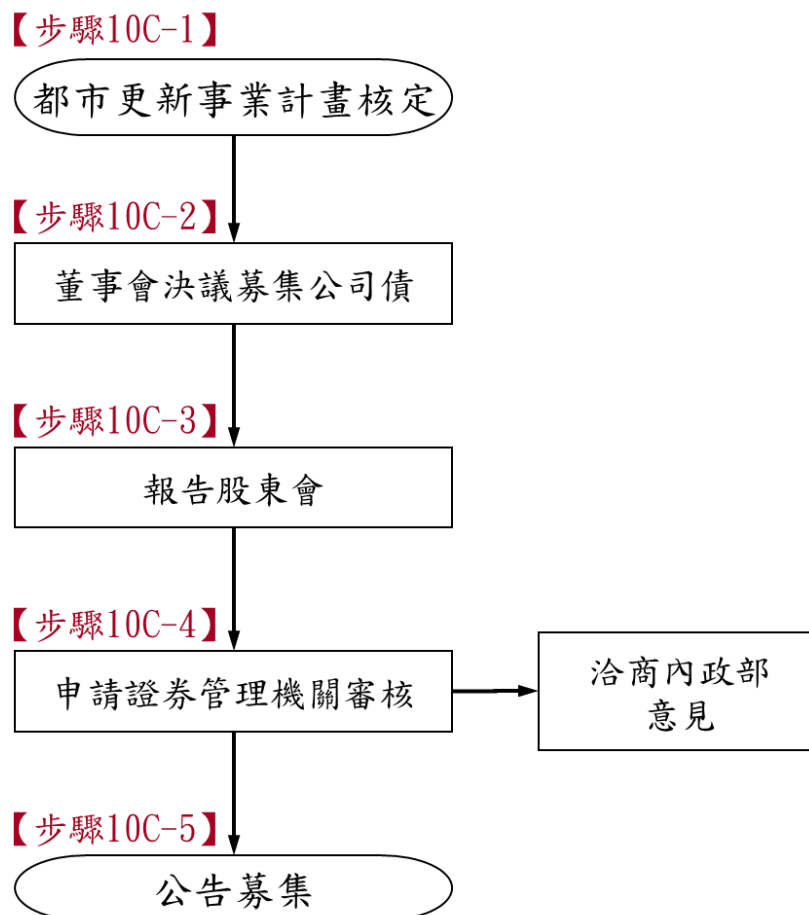 【步驟10C-1】
都市更新事業計畫核定
【步驟10C-2】
董事會決議募集公司債
【步驟10C-3】
報告股東會
【步驟10C-4】
申請證券管理機關審核
洽商內政部
意見
【步驟10C-5】
公告募集